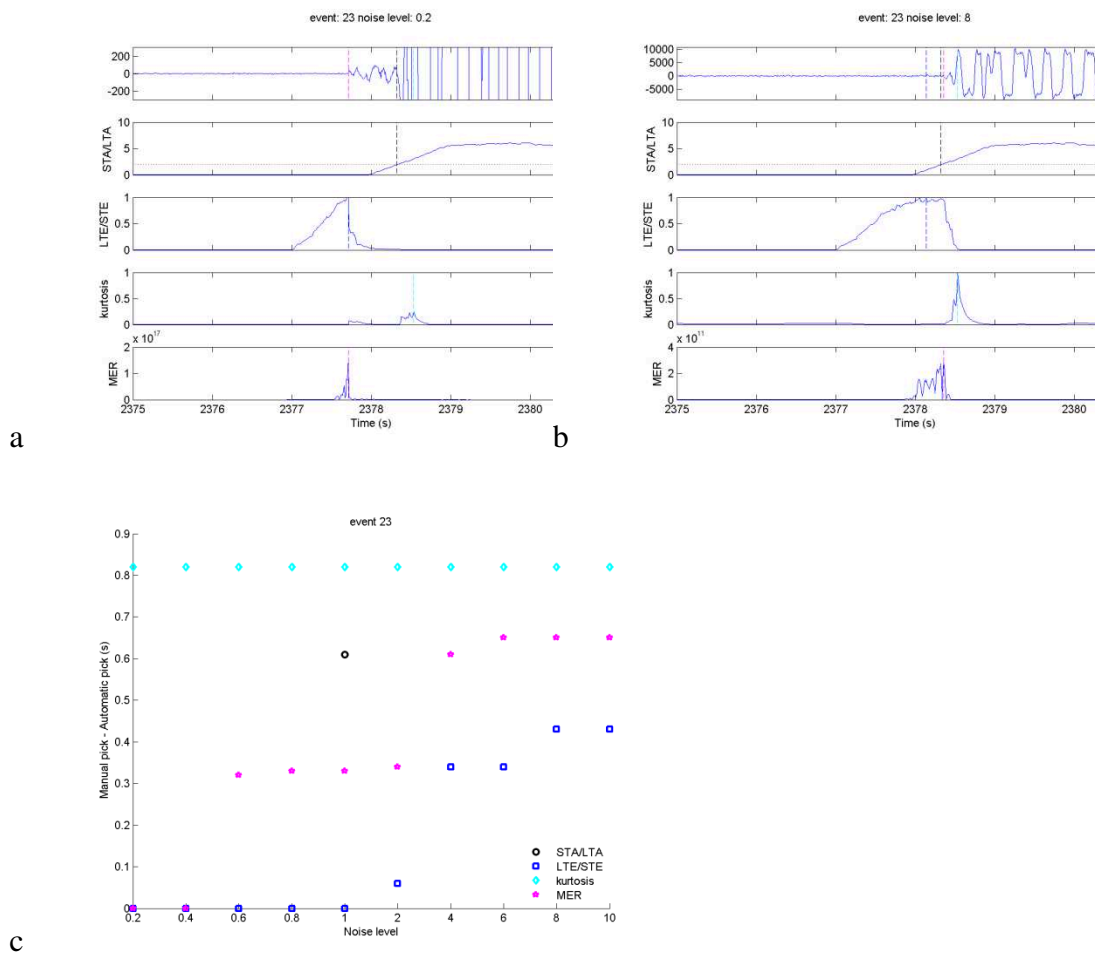 event: 23 noise level: 0.2
200
0
-200
STA/LTA
10
5
0
LTE/STE
1
0.5
0
kurtosis
1
0.5
0
x 10^17
MER
2
1
0
2375 2376 2377 2378 2379 2380
Time (s)
a
event: 23 noise level: 8
10000
5000
0
-5000
STA/LTA
10
5
0
LTE/STE
1
0.5
0
kurtosis
1
0.5
0
x 10^11
MER
4
2
0
2375 2376 2377 2378 2379 2380
Time (s)
b
event 23
Manual pick - Automatic pick (s)
0.9
0.8
0.7
0.6
0.5
0.4
0.3
0.2
0.1
0
0.2 0.4 0.6 0.8 1 2 4 6 8 10
Noise level
STA/LTA
LTE/STE
kurtosis
MER
c